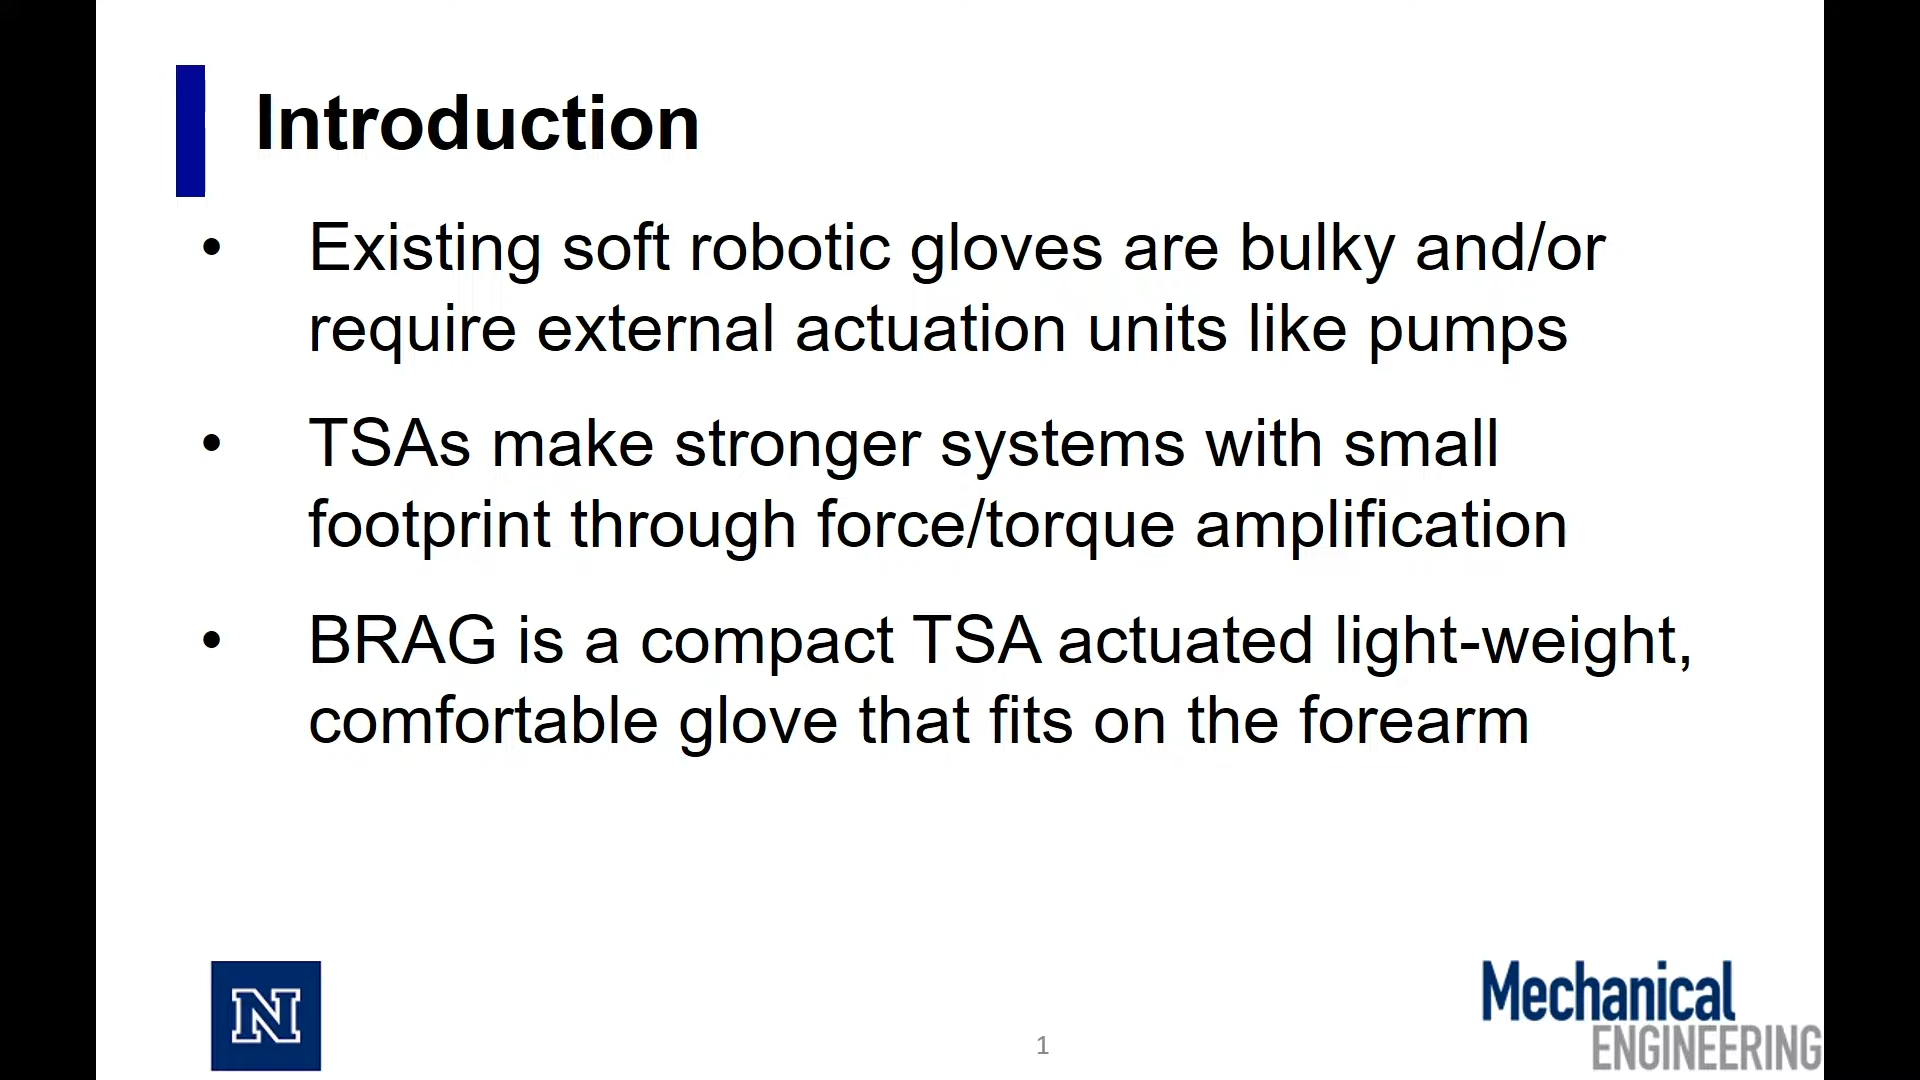 Introduction
• Existing soft robotic gloves are bulky and/or
require external actuation units like pumps
• TSAs make stronger systems with small
footprint through force/torque amplification
• BRAG is a compact TSA actuated light-weight,
comfortable glove that fits on the forearm
N
1
Mechanical
ENGINEERING